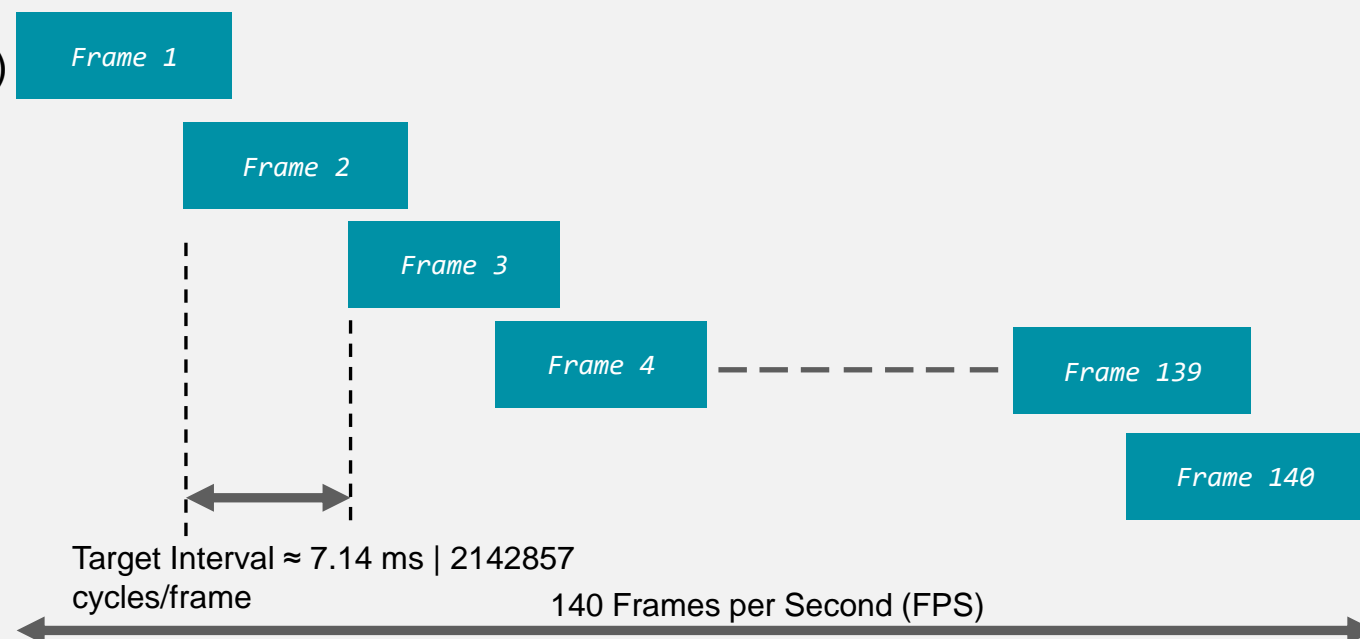 )
Frame 1
Frame 2
Frame 3
Frame 4
Frame 139
Frame 140
Target Interval ≈ 7.14 ms | 2142857
cycles/frame
140 Frames per Second (FPS)